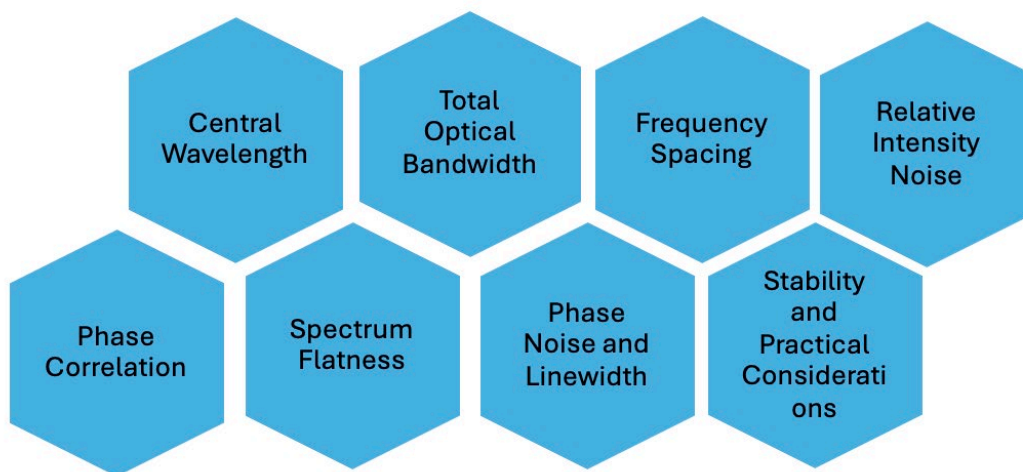 Central
Wavelength
Total
Optical
Bandwidth
Frequency
Spacing
Relative
Intensity
Noise
Phase
Correlation
Spectrum
Flatness
Phase
Noise and
Linewidth
Stability
and
Practical
Considerati
ons